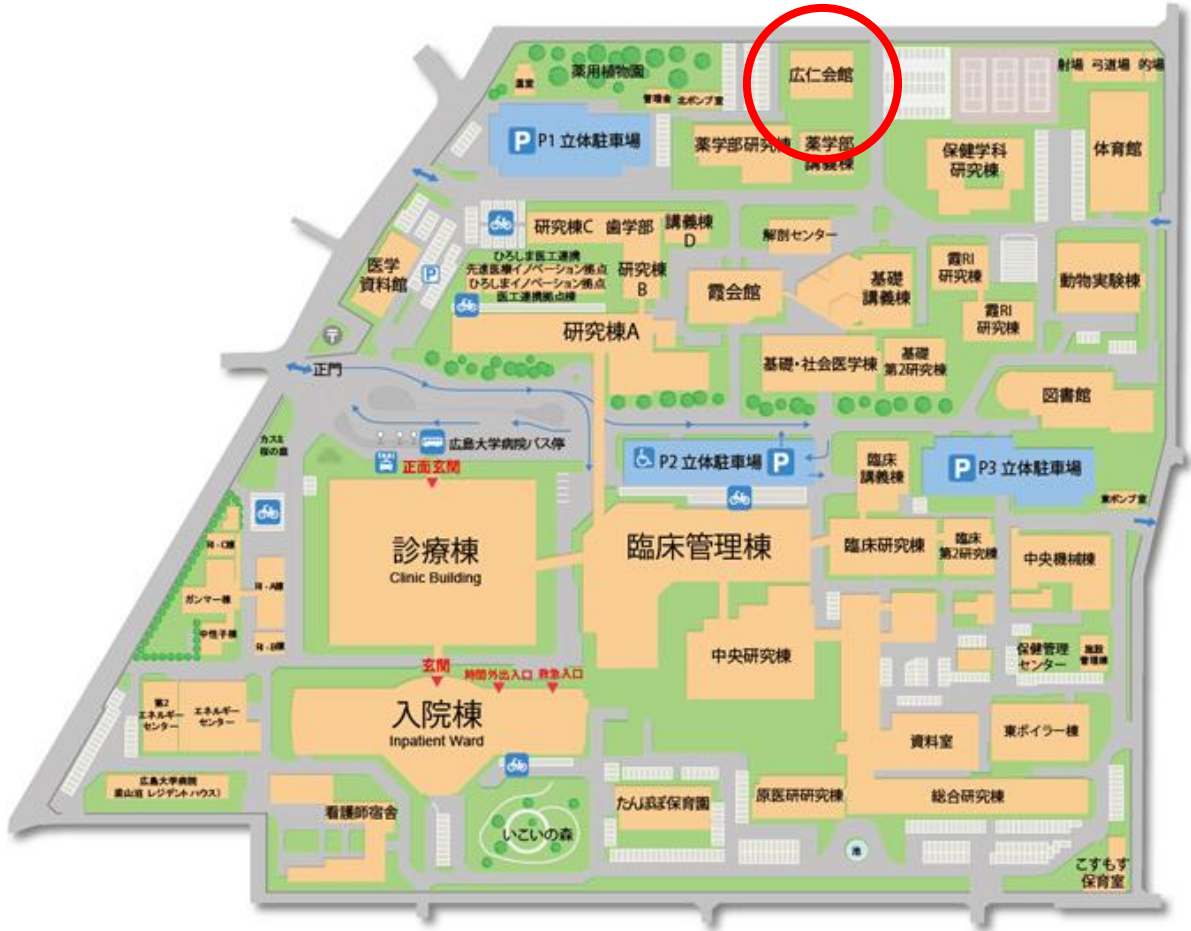 薬用植物園
温室
管理舎
北ポンプ室
広仁会館
射場 弓道場 的場
P P1 立体駐車場
薬学部研究棟
薬学部
講義棟
保健学科
研究棟
体育館
研究棟C 歯学部
講義棟
D
解剖センター
医学
資料館
P
ひろしま医工連携
先進医療イノベーション拠点
ひろしまイノベーション拠点
医工連携拠点棟
研究棟
B
霞会館
基礎
講義棟
霞RI
研究棟
動物実験棟
霞RI
研究棟
研究棟A
基礎・社会医学棟
基礎
第2研究棟
図書館
正門
広島大学病院バス停
TAXI
正面玄関
P2 立体駐車場 P
臨床
講義棟
P P3 立体駐車場
東ポンプ室
診療棟
Clinic Building
臨床管理棟
臨床研究棟
臨床
第2研究棟
中央機械棟
RI-C棟
RI-A棟
ガンマー棟
中性子棟
RI-B棟
中央研究棟
保健管理
センター
施設
管理棟
玄関
時間外出入口
救急入口
入院棟
Inpatient Ward
第2
エネルギー
センター
エネルギー
センター
資料室
東ボイラー棟
広島大学病院
レジデントハウス)
看護師宿舎
いこいの森
たんぽぽ保育園
原医研研究棟
総合研究棟
こすもす
保育室